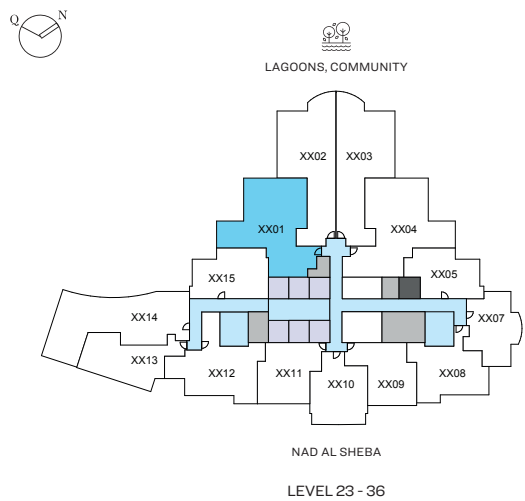 Q N
LAGOONS, COMMUNITY
XX02 XX03
XX01 XX04
XX15 XX05
XX14 XX07
XX13 XX12 XX11 XX10 XX09 XX08
NAD AL SHEBA
LEVEL 23 - 36